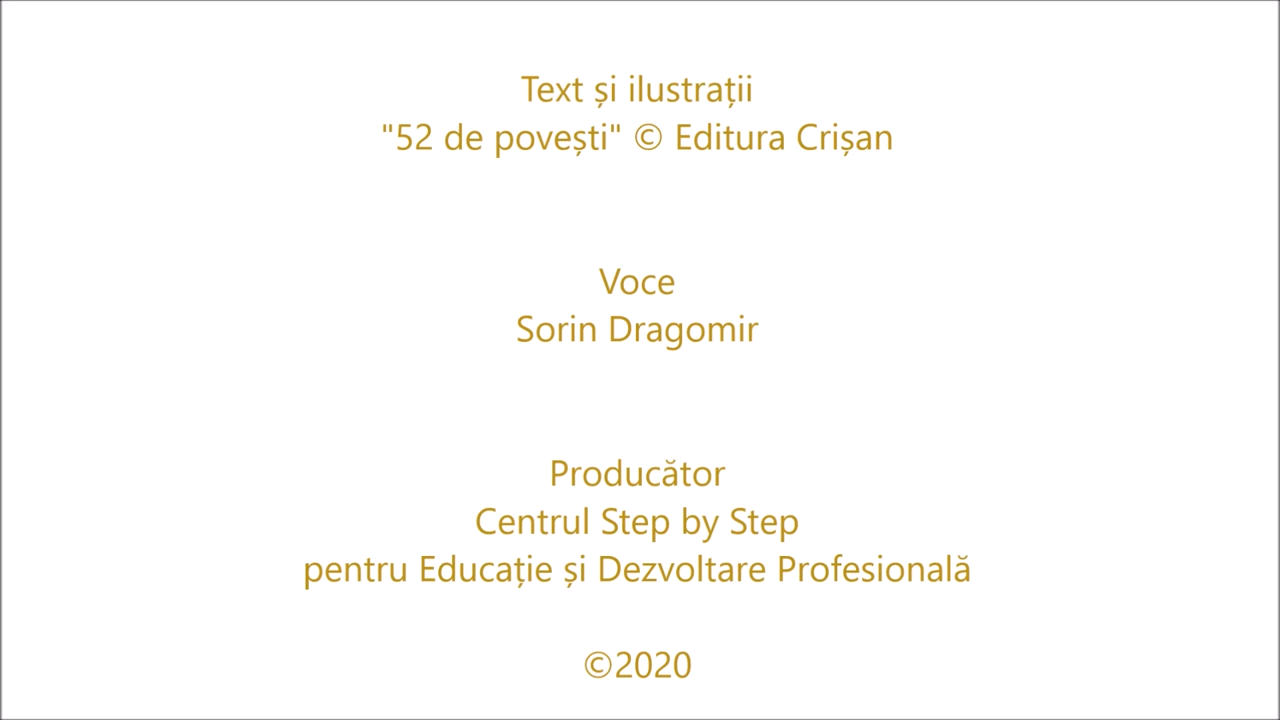 Text și ilustrații
"52 de povești" © Editura Crișan
Voce
Sorin Dragomir
Producător
Centrul Step by Step
pentru Educație și Dezvoltare Profesională
©2020